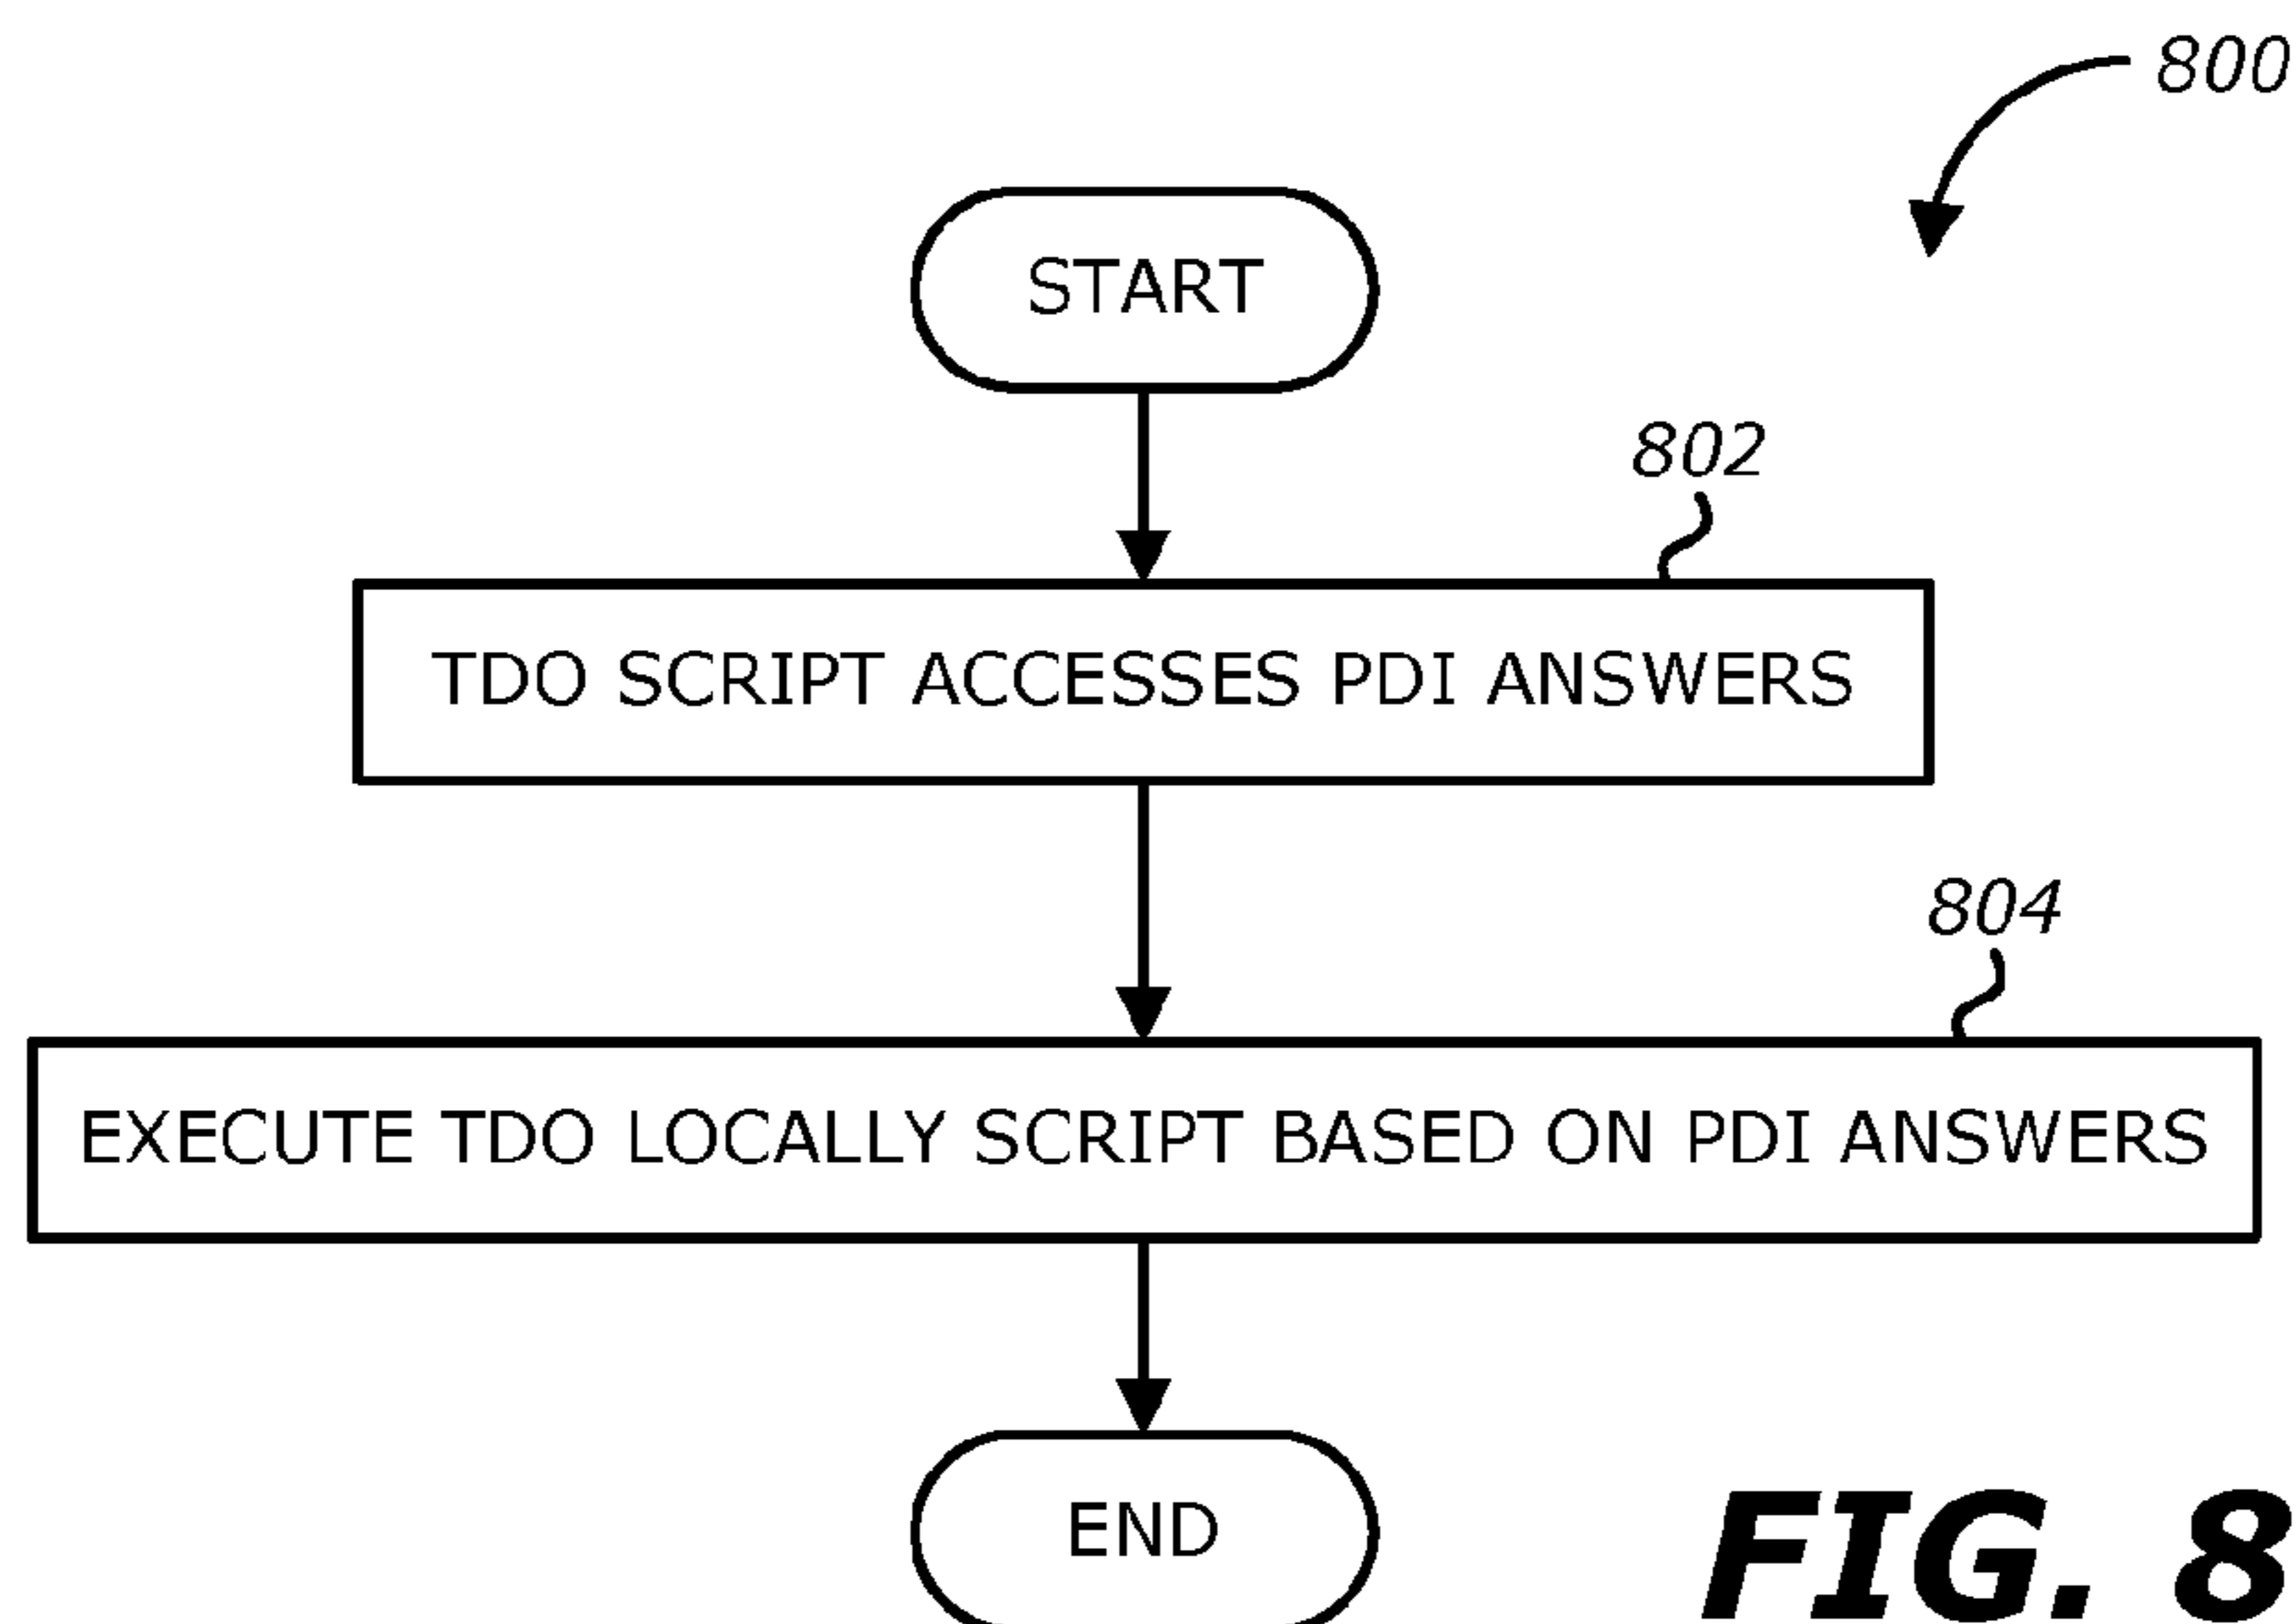 800
START
802
TDO SCRIPT ACCESSES PDI ANSWERS
804
EXECUTE TDO LOCALLY SCRIPT BASED ON PDI ANSWERS
END
FIG. 8